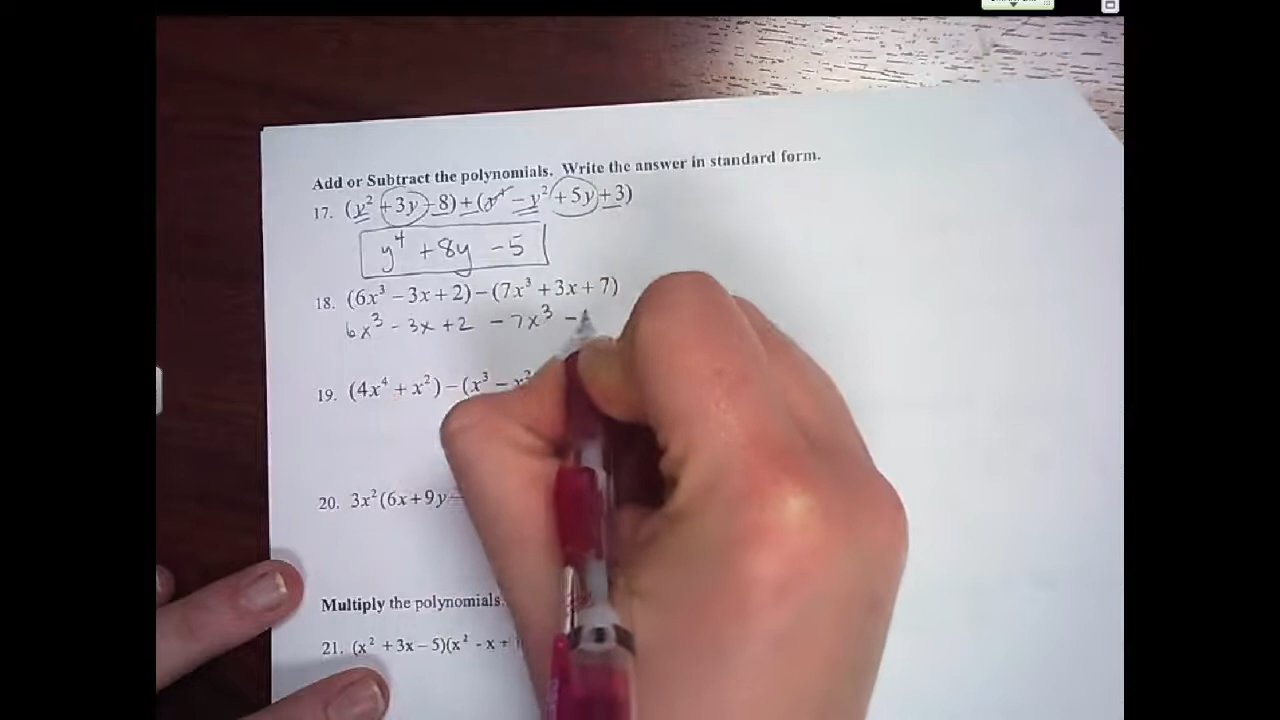 Add or Subtract the polynomials. Write the answer in standard form.
17. (y² +3y-8)+(y⁴ -y² +5y+3)
y⁴ +8y -5
18. (6x³ -3x+2)-(7x³ +3x+7)
6x³ - 3x +2 - 7x³ -
19. (4x⁴ +x²)-(x³ -x²
20. 3x²(6x+9y
Multiply the polynomials.
21. (x² +3x-5)(x² -x+